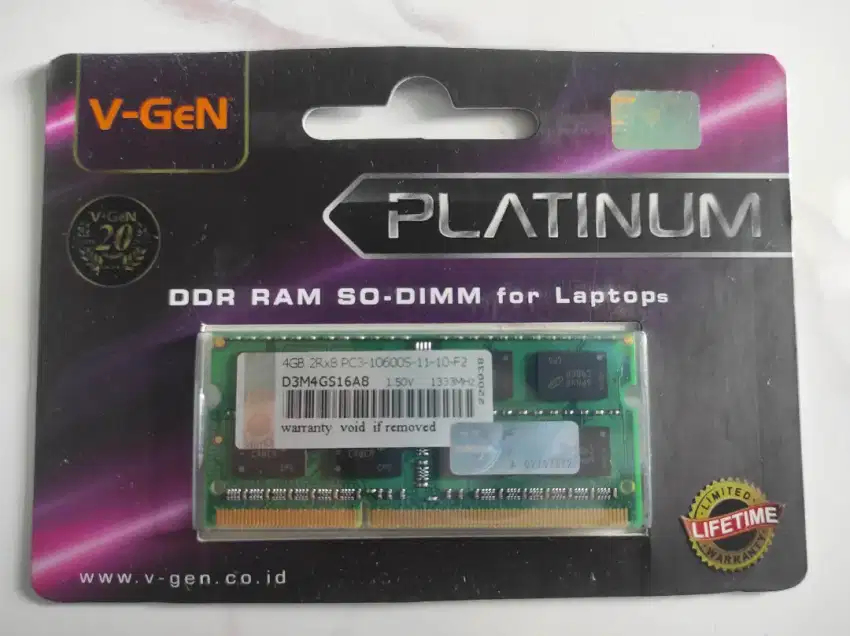 V-GeN
V-GeN
20
PLATINUM
DDR RAM SO-DIMM for Laptops
4GB 2Rx8 PC3-10600S-11-10-F2
D3M4GS16A8 1.50V 1333MHz
220038
warranty void if removed
LIMITED
LIFETIME
WARRANTY
www.v-gen.co.id